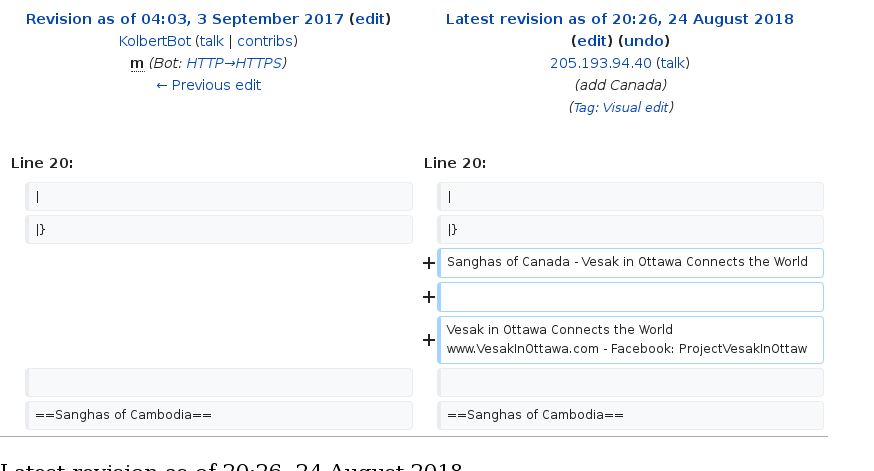 Revision as of 04:03, 3 September 2017 (edit)
KolbertBot (talk | contribs)
m (Bot: HTTP→HTTPS)
← Previous edit
Latest revision as of 20:26, 24 August 2018
(edit) (undo)
205.193.94.40 (talk)
(add Canada)
(Tag: Visual edit)
Line 20:
Line 20:
|
|
|}
|}
+ Sanghas of Canada - Vesak in Ottawa Connects the World
+
+ Vesak in Ottawa Connects the World
www.VesakInOttawa.com - Facebook: ProjectVesakInOttaw
==Sanghas of Cambodia==
==Sanghas of Cambodia==
Latest revision as of 20:26, 24 August 2018